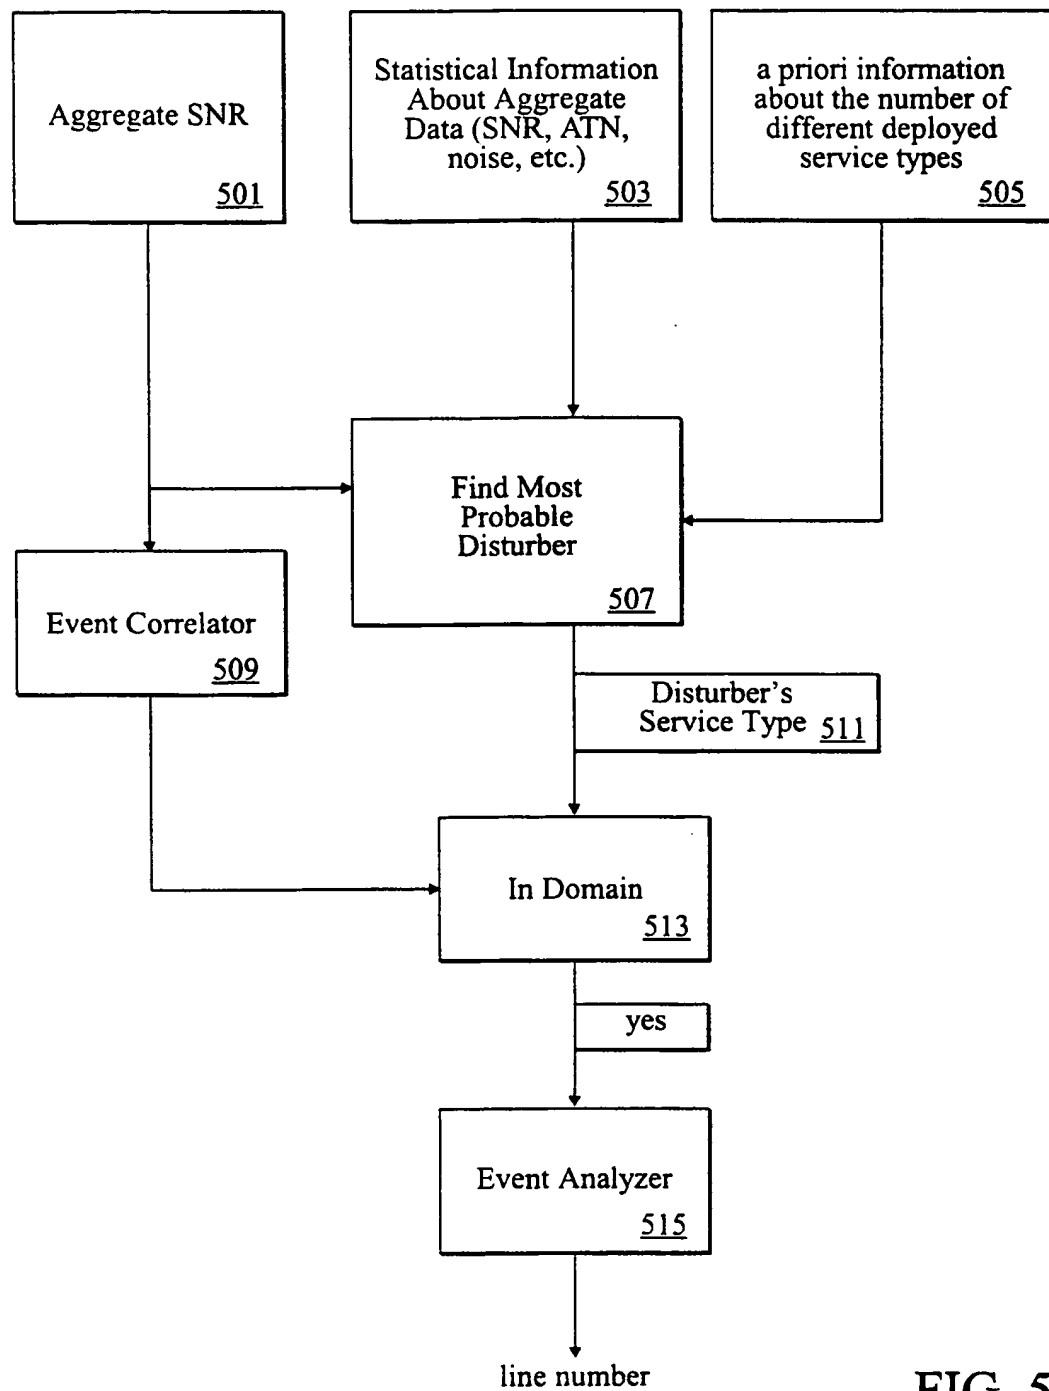 Aggregate SNR
501
Statistical Information
About Aggregate
Data (SNR, ATN,
noise, etc.)
503
a priori information
about the number of
different deployed
service types
505
Find Most
Probable
Disturber
507
Event Correlator
509
Disturber's
Service Type 511
In Domain
513
yes
Event Analyzer
515
line number
FIG. 5